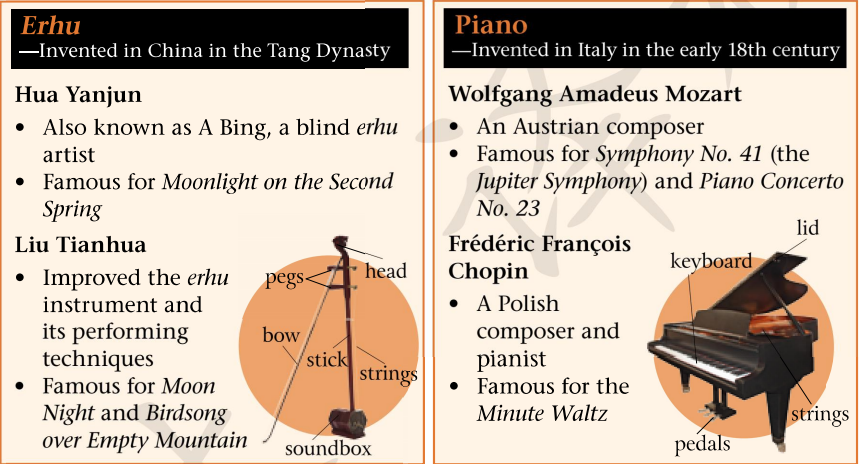 Erhu
—Invented in China in the Tang Dynasty
Hua Yanjun
• Also known as A Bing, a blind erhu
artist
• Famous for Moonlight on the Second
Spring
Liu Tianhua
• Improved the erhu
instrument and
its performing
techniques
• Famous for Moon
Night and Birdsong
over Empty Mountain
pegs
head
bow
stick
strings
soundbox
Piano
—Invented in Italy in the early 18th century
Wolfgang Amadeus Mozart
• An Austrian composer
• Famous for Symphony No. 41 (the
Jupiter Symphony) and Piano Concerto
No. 23
Frédéric François
Chopin
• A Polish
composer and
pianist
• Famous for the
Minute Waltz
lid
keyboard
strings
pedals